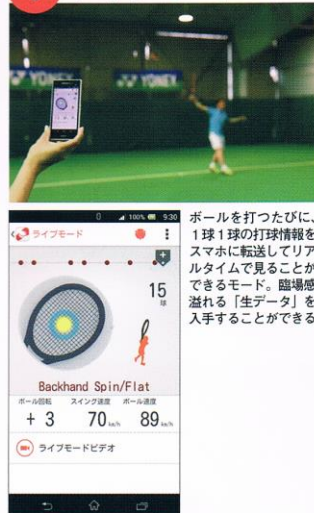 YONEX
100% 9:30
ライブモード
15
球
Backhand Spin/Flat
ボール回転 スイング速度 ボール速度
+ 3 70 km/h 89 km/h
ライブモードビデオ
ボールを打つたびに、
1球1球の打球情報を
スマホに転送してリア
ルタイムで見ることが
できるモード。臨場感
溢れる「生データ」を
入手することができる